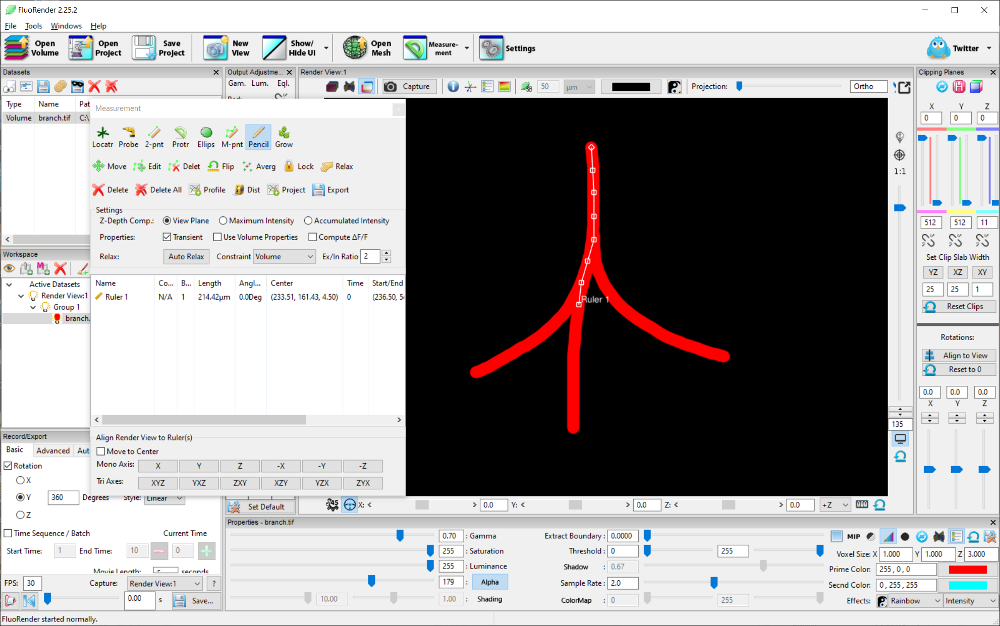 FluoRender 2.25.2
File Tools Windows Help
Open Volume
Open Project
Save Project
New View
Show/ Hide UI
Open Mesh
Measure-ment
Settings
Twitter
Datasets
Type Name Pat
Volume branch.tif C:\
Output Adjustme...
Gam. Lum. Eql.
Render View:1
Capture
SB 50 µm
Projection:
Ortho
1:1
135
Measurement
Locatr Probe 2-pnt Protr Ellips M-pnt Pencil Grow
Move Edit Delet Flip Averg Lock Relax
Delete Delete All Profile Dist Project Export
Settings
Z-Depth Comp.: View Plane Maximum Intensity Accumulated Intensity
Properties: Transient Use Volume Properties Compute ΔF/F
Relax: Auto Relax Constraint Volume Ex/In Ratio 2
Name Co... B... Length Angl... Center Time Start/End
Ruler 1 N/A 1 214.42µm 0.0Deg (233.51, 161.43, 4.50) 0 (236.50, 54
Align Render View to Ruler(s)
Move to Center
Mono Axis: X Y Z -X -Y -Z
Tri Axes: XYZ YXZ ZXY XZY YZX ZYX
Ruler 1
Workspace
Active Datasets
Render View:1
Group 1
branch.
Record/Export
Basic Advanced Aut
Rotation
X
Y 360 Degrees Style: Linear
Z
Time Sequence / Batch Current Time
Start Time: 1 End Time: 10 0
Movie Length: 5 seconds
FPS: 30 Capture: Render View:1 ?
0.00 s Save...
FluoRender started normally.
Set Default
45 X: < > 0.0 Y: < > 0.0 Z: < > 0.0 +Z 000
Properties - branch.tif
0.70 : Gamma
255 : Saturation
255 : Luminance
179 : Alpha
10.00 1.00 : Shading
Extract Boundary : 0.0000
Threshold : 0 255
Shadow : 0.67
Sample Rate : 2.0
ColorMap : 0 255
MIP
Voxel Size: X 1.000 Y 1.000 Z 3.000
Prime Color: 255 , 0 , 0
Secnd Color: 0 , 255 , 255
Effects: Rainbow Intensity
Clipping Planes
H
X Y Z
0 0 0
512 512 11
Set Clip Slab Width
YZ XZ XY
25 25 1
Reset Clips
Rotations:
Align to View
Reset to 0
0.0 0.0 0.0
X Y Z